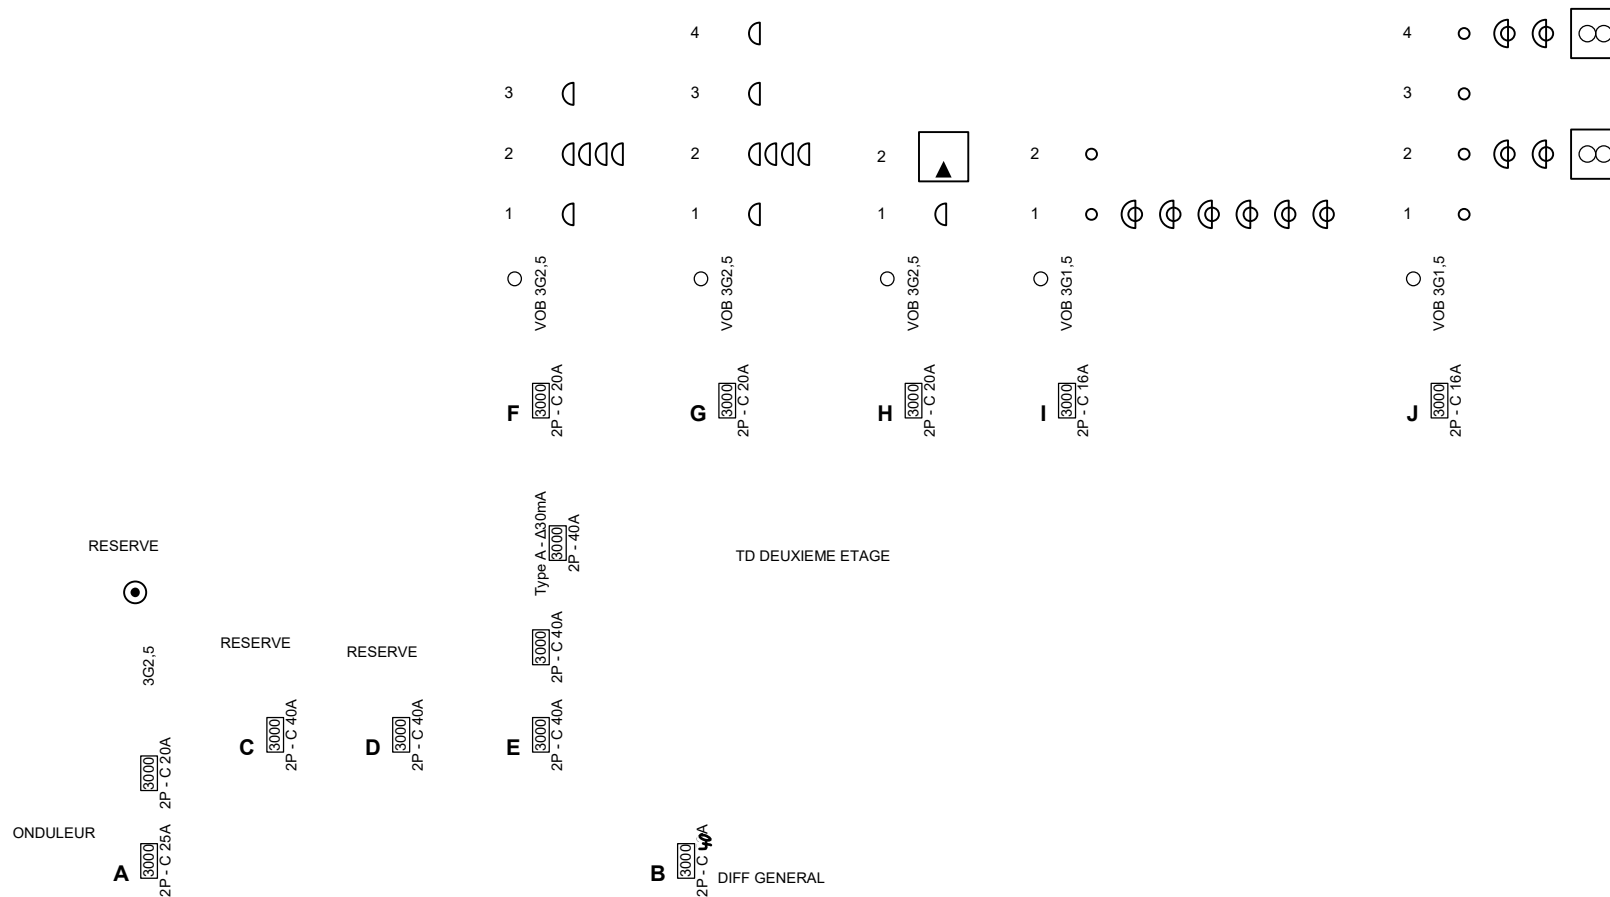 4
4
4
3
3
3
2
2
2
2
2
1
1
1
1
1
VOB 3G2,5
VOB 3G2,5
VOB 3G2,5
VOB 3G1,5
VOB 3G1,5
F 3000 2P - C 20A
G 3000 2P - C 20A
H 3000 2P - C 20A
I 3000 2P - C 16A
J 3000 2P - C 16A
Type A - Δ30mA
3000
2P - 40A
RESERVE
TD DEUXIEME ETAGE
3000 2P - C 40A
RESERVE
RESERVE
3G2,5
C 3000 2P - C 40A
D 3000 2P - C 40A
E 3000 2P - C 40A
3000 2P - C 20A
ONDULEUR
A 3000 2P - C 25A
B 3000 2P - C A
DIFF GENERAL